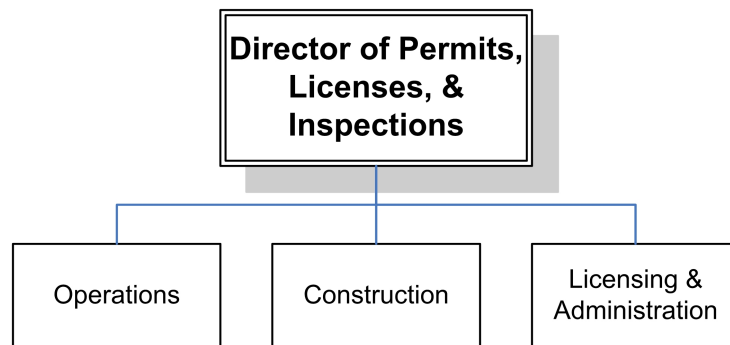 Director of Permits,
Licenses, &
Inspections
Operations
Construction
Licensing &
Administration